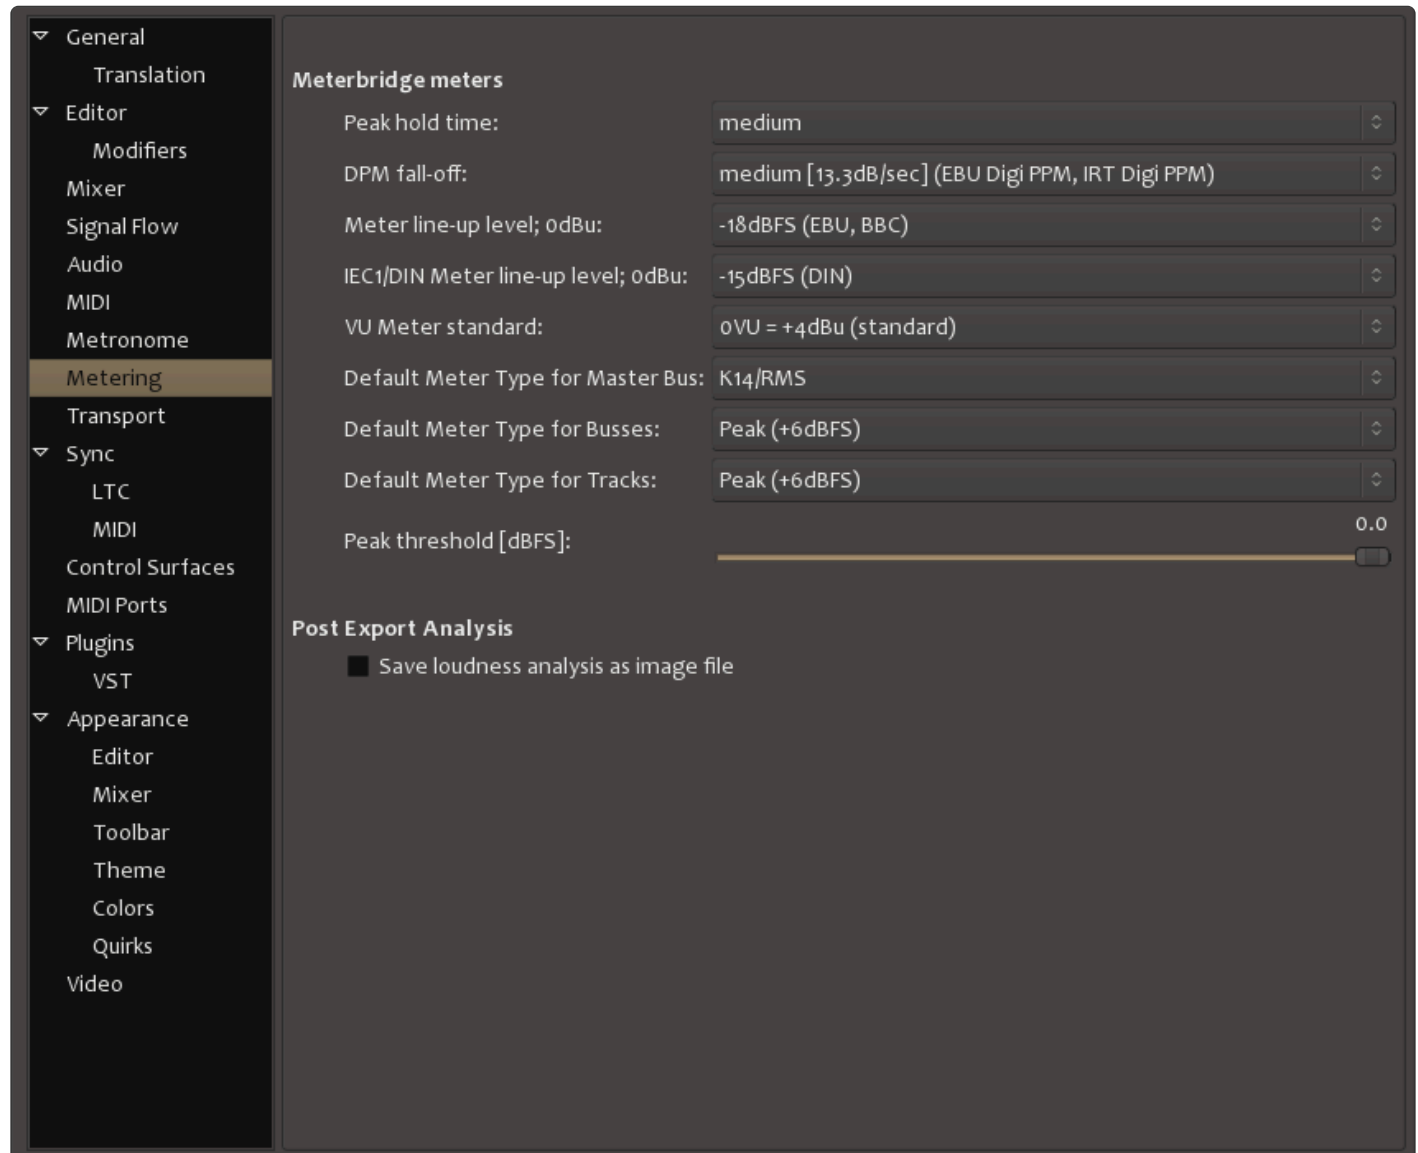 General
Translation
Editor
Modifiers
Mixer
Signal Flow
Audio
MIDI
Metronome
Metering
Transport
Sync
LTC
MIDI
Control Surfaces
MIDI Ports
Plugins
VST
Appearance
Editor
Mixer
Toolbar
Theme
Colors
Quirks
Video
Meterbridge meters
Peak hold time: medium
DPM fall-off: medium [13.3dB/sec] (EBU Digi PPM, IRT Digi PPM)
Meter line-up level; 0dBu: -18dBFS (EBU, BBC)
IEC1/DIN Meter line-up level; 0dBu: -15dBFS (DIN)
VU Meter standard: 0VU = +4dBu (standard)
Default Meter Type for Master Bus: K14/RMS
Default Meter Type for Busses: Peak (+6dBFS)
Default Meter Type for Tracks: Peak (+6dBFS)
Peak threshold [dBFS]: 0.0
Post Export Analysis
Save loudness analysis as image file